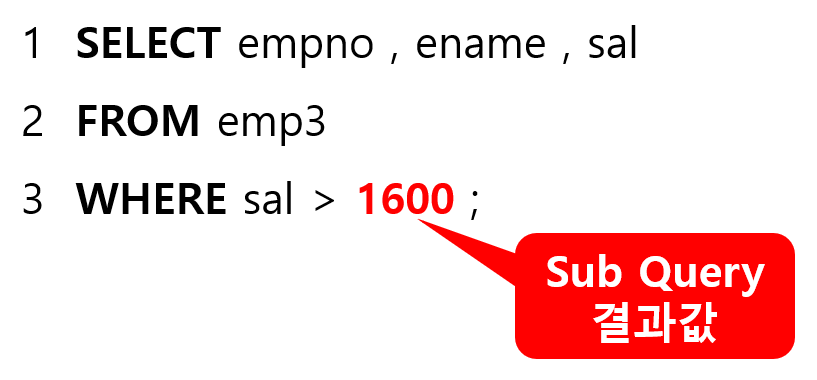 1 SELECT empno , ename , sal
2 FROM emp3
3 WHERE sal > 1600 ;
Sub Query
결과값